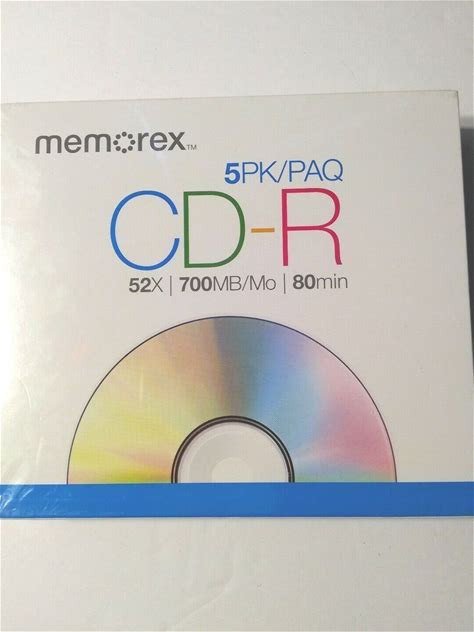 memorex™
5PK/PAQ
CD-R
52X | 700MB/Mo | 80min